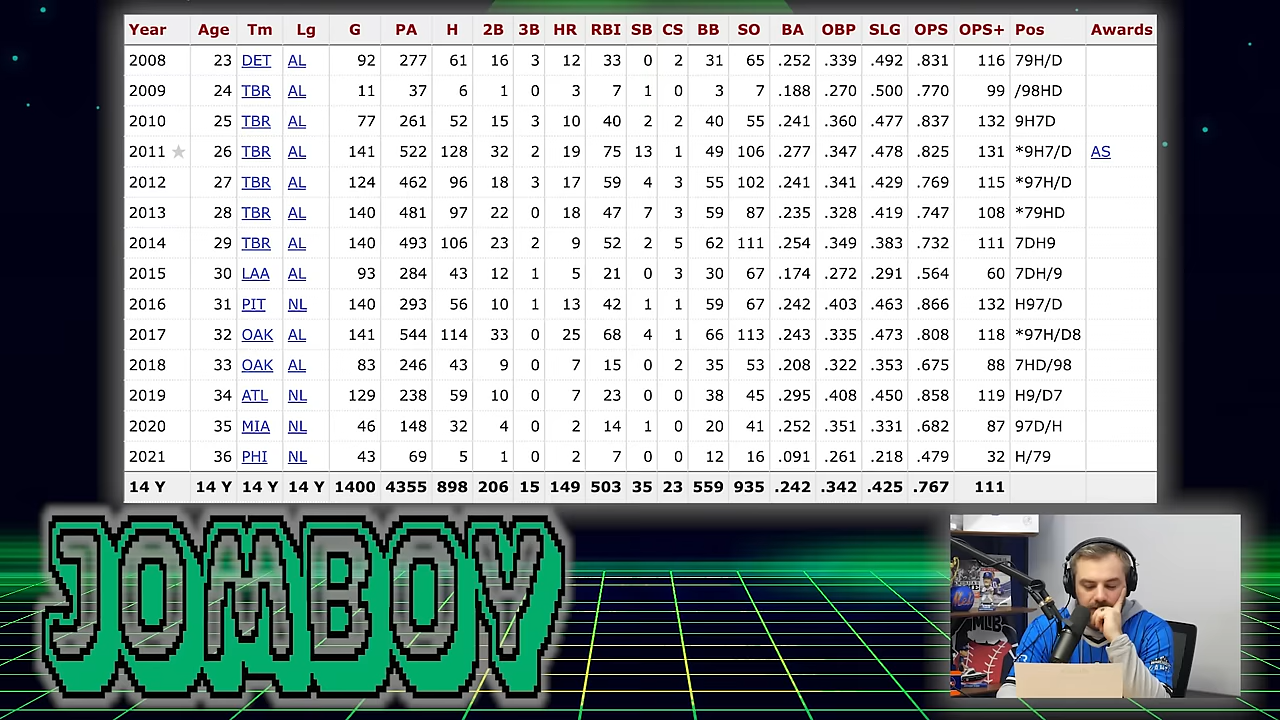 Year Age Tm Lg G PA H 2B 3B HR RBI SB CS BB SO BA OBP SLG OPS OPS+ Pos Awards
2008 23 DET AL 92 277 61 16 3 12 33 0 2 31 65 .252 .339 .492 .831 116 79H/D
2009 24 TBR AL 11 37 6 1 0 3 7 1 0 3 7 .188 .270 .500 .770 99 /98HD
2010 25 TBR AL 77 261 52 15 3 10 40 2 2 40 55 .241 .360 .477 .837 132 9H7D
2011 ★ 26 TBR AL 141 522 128 32 2 19 75 13 1 49 106 .277 .347 .478 .825 131 *9H7/D AS
2012 27 TBR AL 124 462 96 18 3 17 59 4 3 55 102 .241 .341 .429 .769 115 *97H/D
2013 28 TBR AL 140 481 97 22 0 18 47 7 3 59 87 .235 .328 .419 .747 108 *79HD
2014 29 TBR AL 140 493 106 23 2 9 52 2 5 62 111 .254 .349 .383 .732 111 7DH9
2015 30 LAA AL 93 284 43 12 1 5 21 0 3 30 67 .174 .272 .291 .564 60 7DH/9
2016 31 PIT NL 140 293 56 10 1 13 42 1 1 59 67 .242 .403 .463 .866 132 H97/D
2017 32 OAK AL 141 544 114 33 0 25 68 4 1 66 113 .243 .335 .473 .808 118 *97H/D8
2018 33 OAK AL 83 246 43 9 0 7 15 0 2 35 53 .208 .322 .353 .675 88 7HD/98
2019 34 ATL NL 129 238 59 10 0 7 23 0 0 38 45 .295 .408 .450 .858 119 H9/D7
2020 35 MIA NL 46 148 32 4 0 2 14 1 0 20 41 .252 .351 .331 .682 87 97D/H
2021 36 PHI NL 43 69 5 1 0 2 7 0 0 12 16 .091 .261 .218 .479 32 H/79
14 Y 14 Y 14 Y 14 Y 1400 4355 898 206 15 149 503 35 23 559 935 .242 .342 .425 .767 111
JOMBOY
MLB